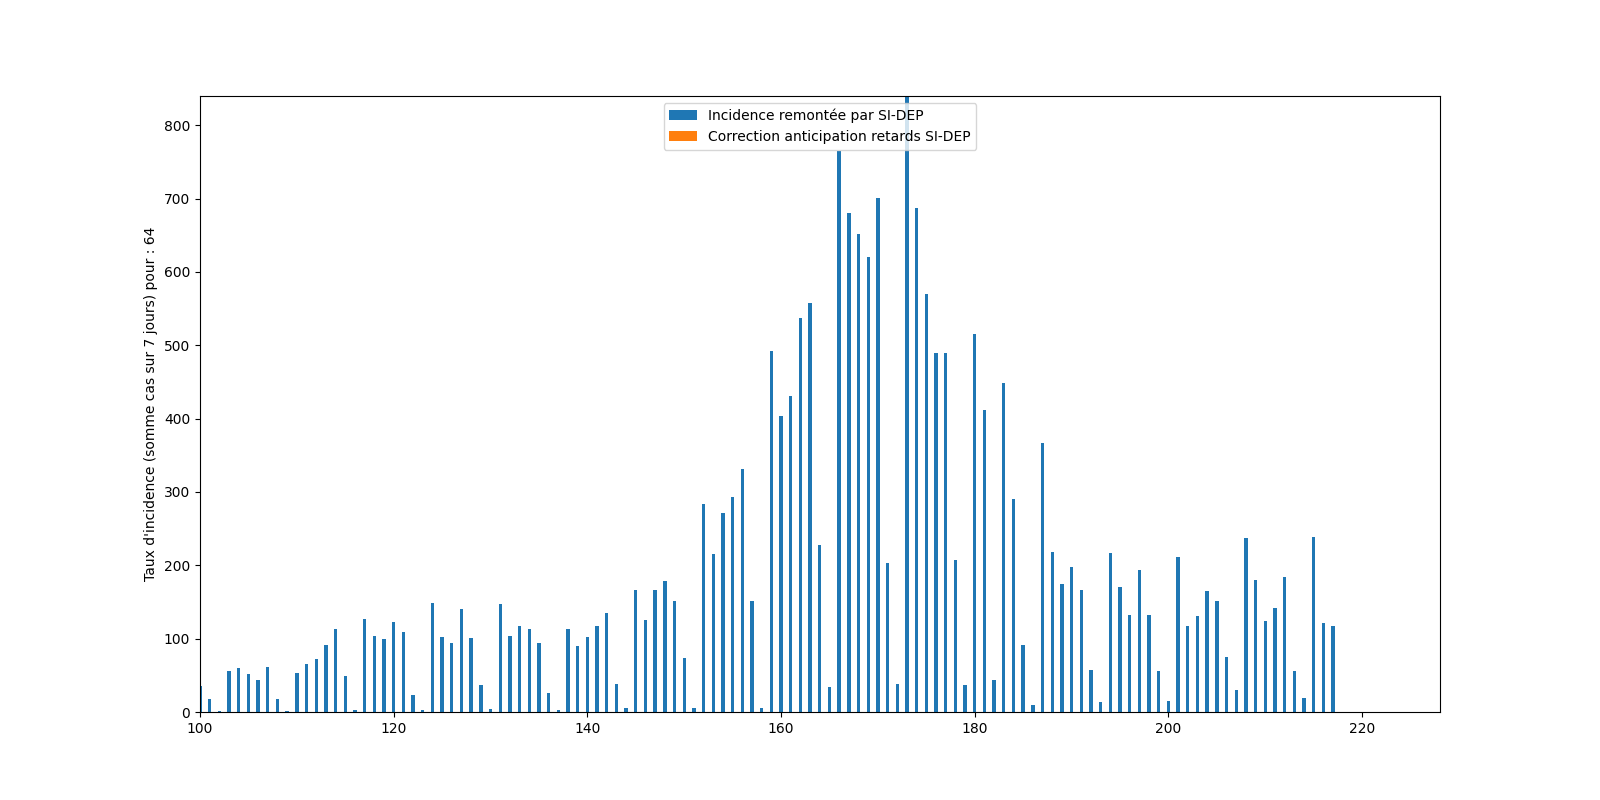 Incidence remontée par SI-DEP
Correction anticipation retards SI-DEP
Taux d'incidence (somme cas sur 7 jours) pour : 64
800
700
600
500
400
300
200
100
0
100 120 140 160 180 200 220